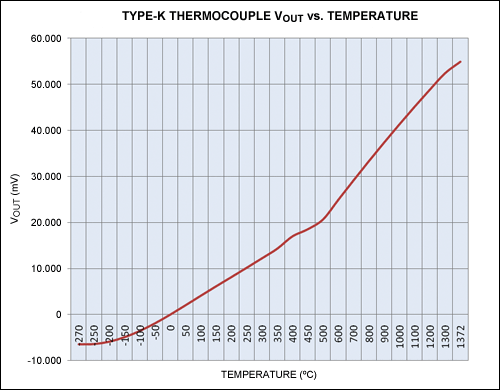 TYPE-K THERMOCOUPLE VOUT vs. TEMPERATURE
60.000
50.000
40.000
30.000
20.000
10.000
0
-10.000
VOUT (mV)
-270 -250 -200 -150 -100 -50 0 50 100 150 200 250 300 350 400 450 500 600 700 800 900 1000 1100 1200 1300 1372
TEMPERATURE (ºC)